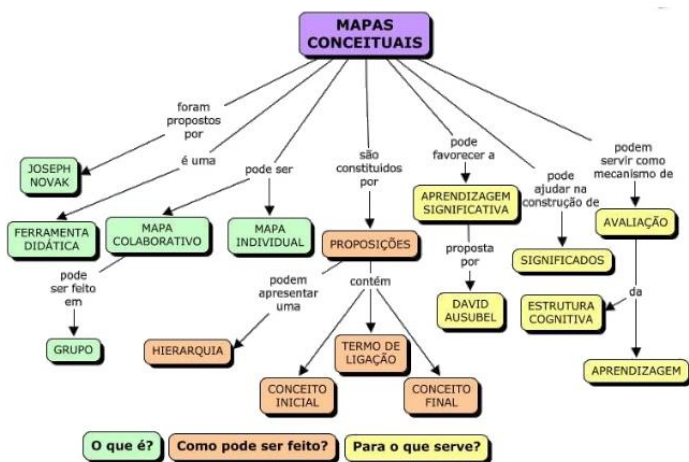 MAPAS
CONCEITUAIS
foram
propostos
por
é uma
pode ser
são
constituidos
por
pode
favorecer a
pode
ajudar na
construção de
podem
servir como
mecanismo de
JOSEPH
NOVAK
FERRAMENTA
DIDÁTICA
MAPA
COLABORATIVO
MAPA
INDIVIDUAL
PROPOSIÇÕES
APRENDIZAGEM
SIGNIFICATIVA
SIGNIFICADOS
AVALIAÇÃO
pode
ser feito
em
podem
apresentar
uma
contém
proposta
por
da
GRUPO
HIERARQUIA
CONCEITO
INICIAL
TERMO DE
LIGAÇÃO
CONCEITO
FINAL
DAVID
AUSUBEL
ESTRUTURA
COGNITIVA
APRENDIZAGEM
O que é?
Como pode ser feito?
Para o que serve?